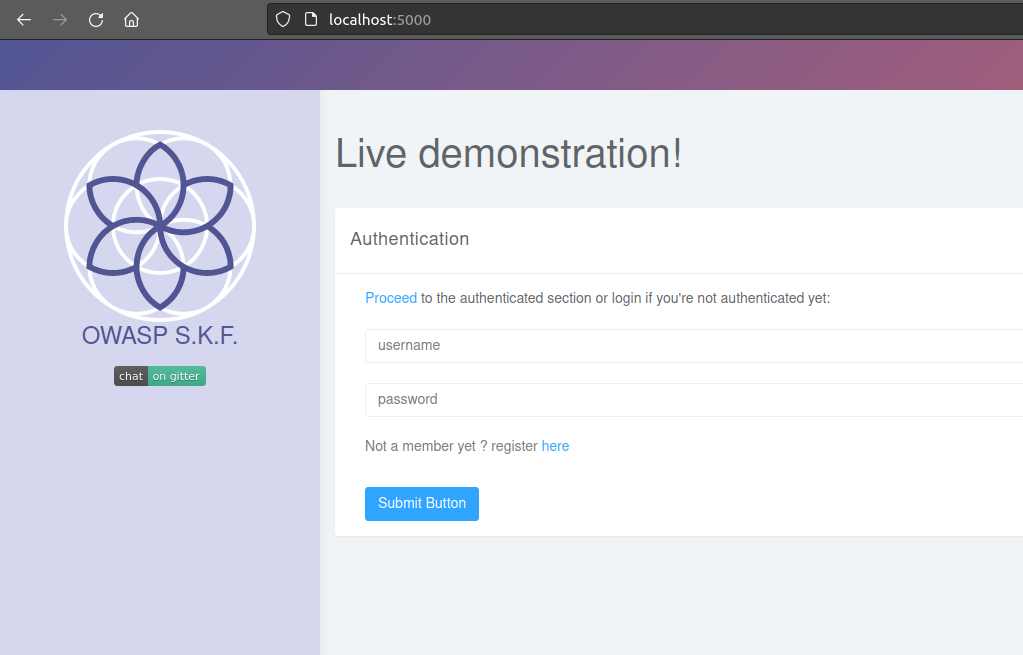 localhost:5000
Live demonstration!
Authentication
Proceed to the authenticated section or login if you're not authenticated yet:
username
password
Not a member yet ? register here
Submit Button
OWASP S.K.F.
chat on gitter